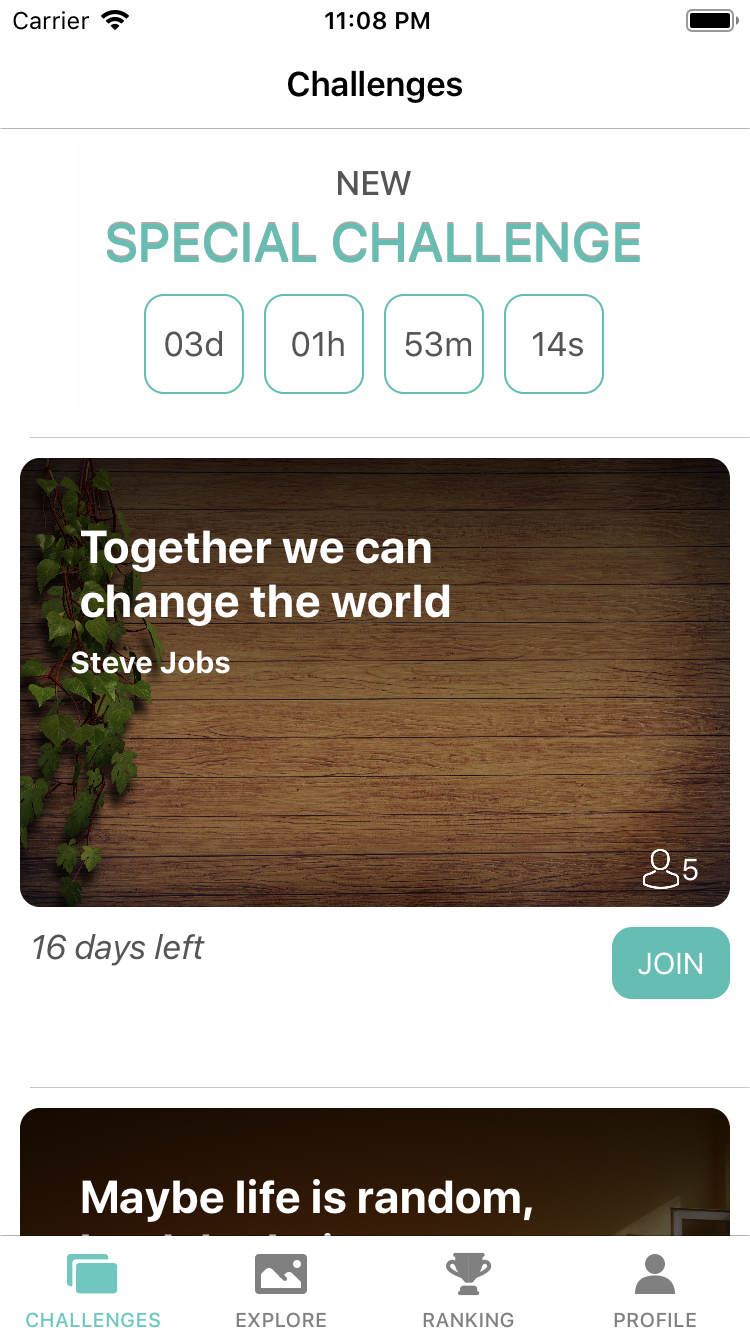 Carrier 11:08 PM
Challenges
NEW
SPECIAL CHALLENGE
03d 01h 53m 14s
Together we can
change the world
Steve Jobs
5
16 days left
JOIN
Maybe life is random,
CHALLENGES EXPLORE RANKING PROFILE